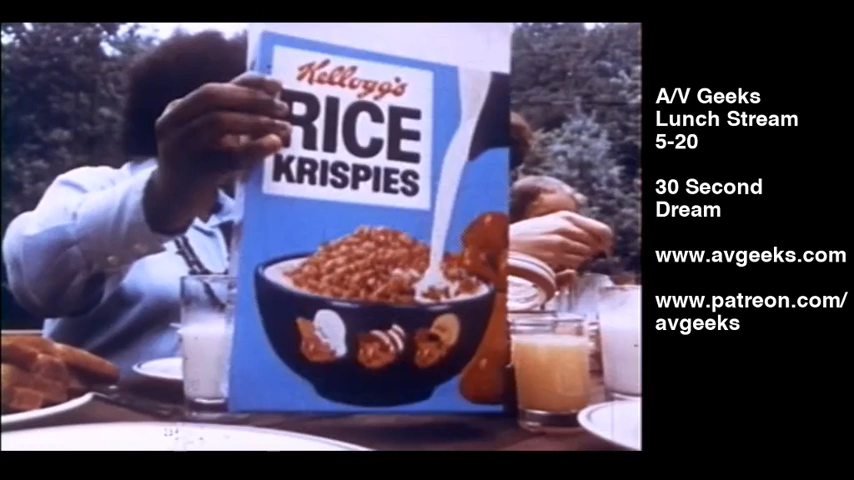 Kellogg's
RICE
KRISPIES
A/V Geeks
Lunch Stream
5-20
30 Second
Dream
www.avgeeks.com
www.patreon.com/
avgeeks